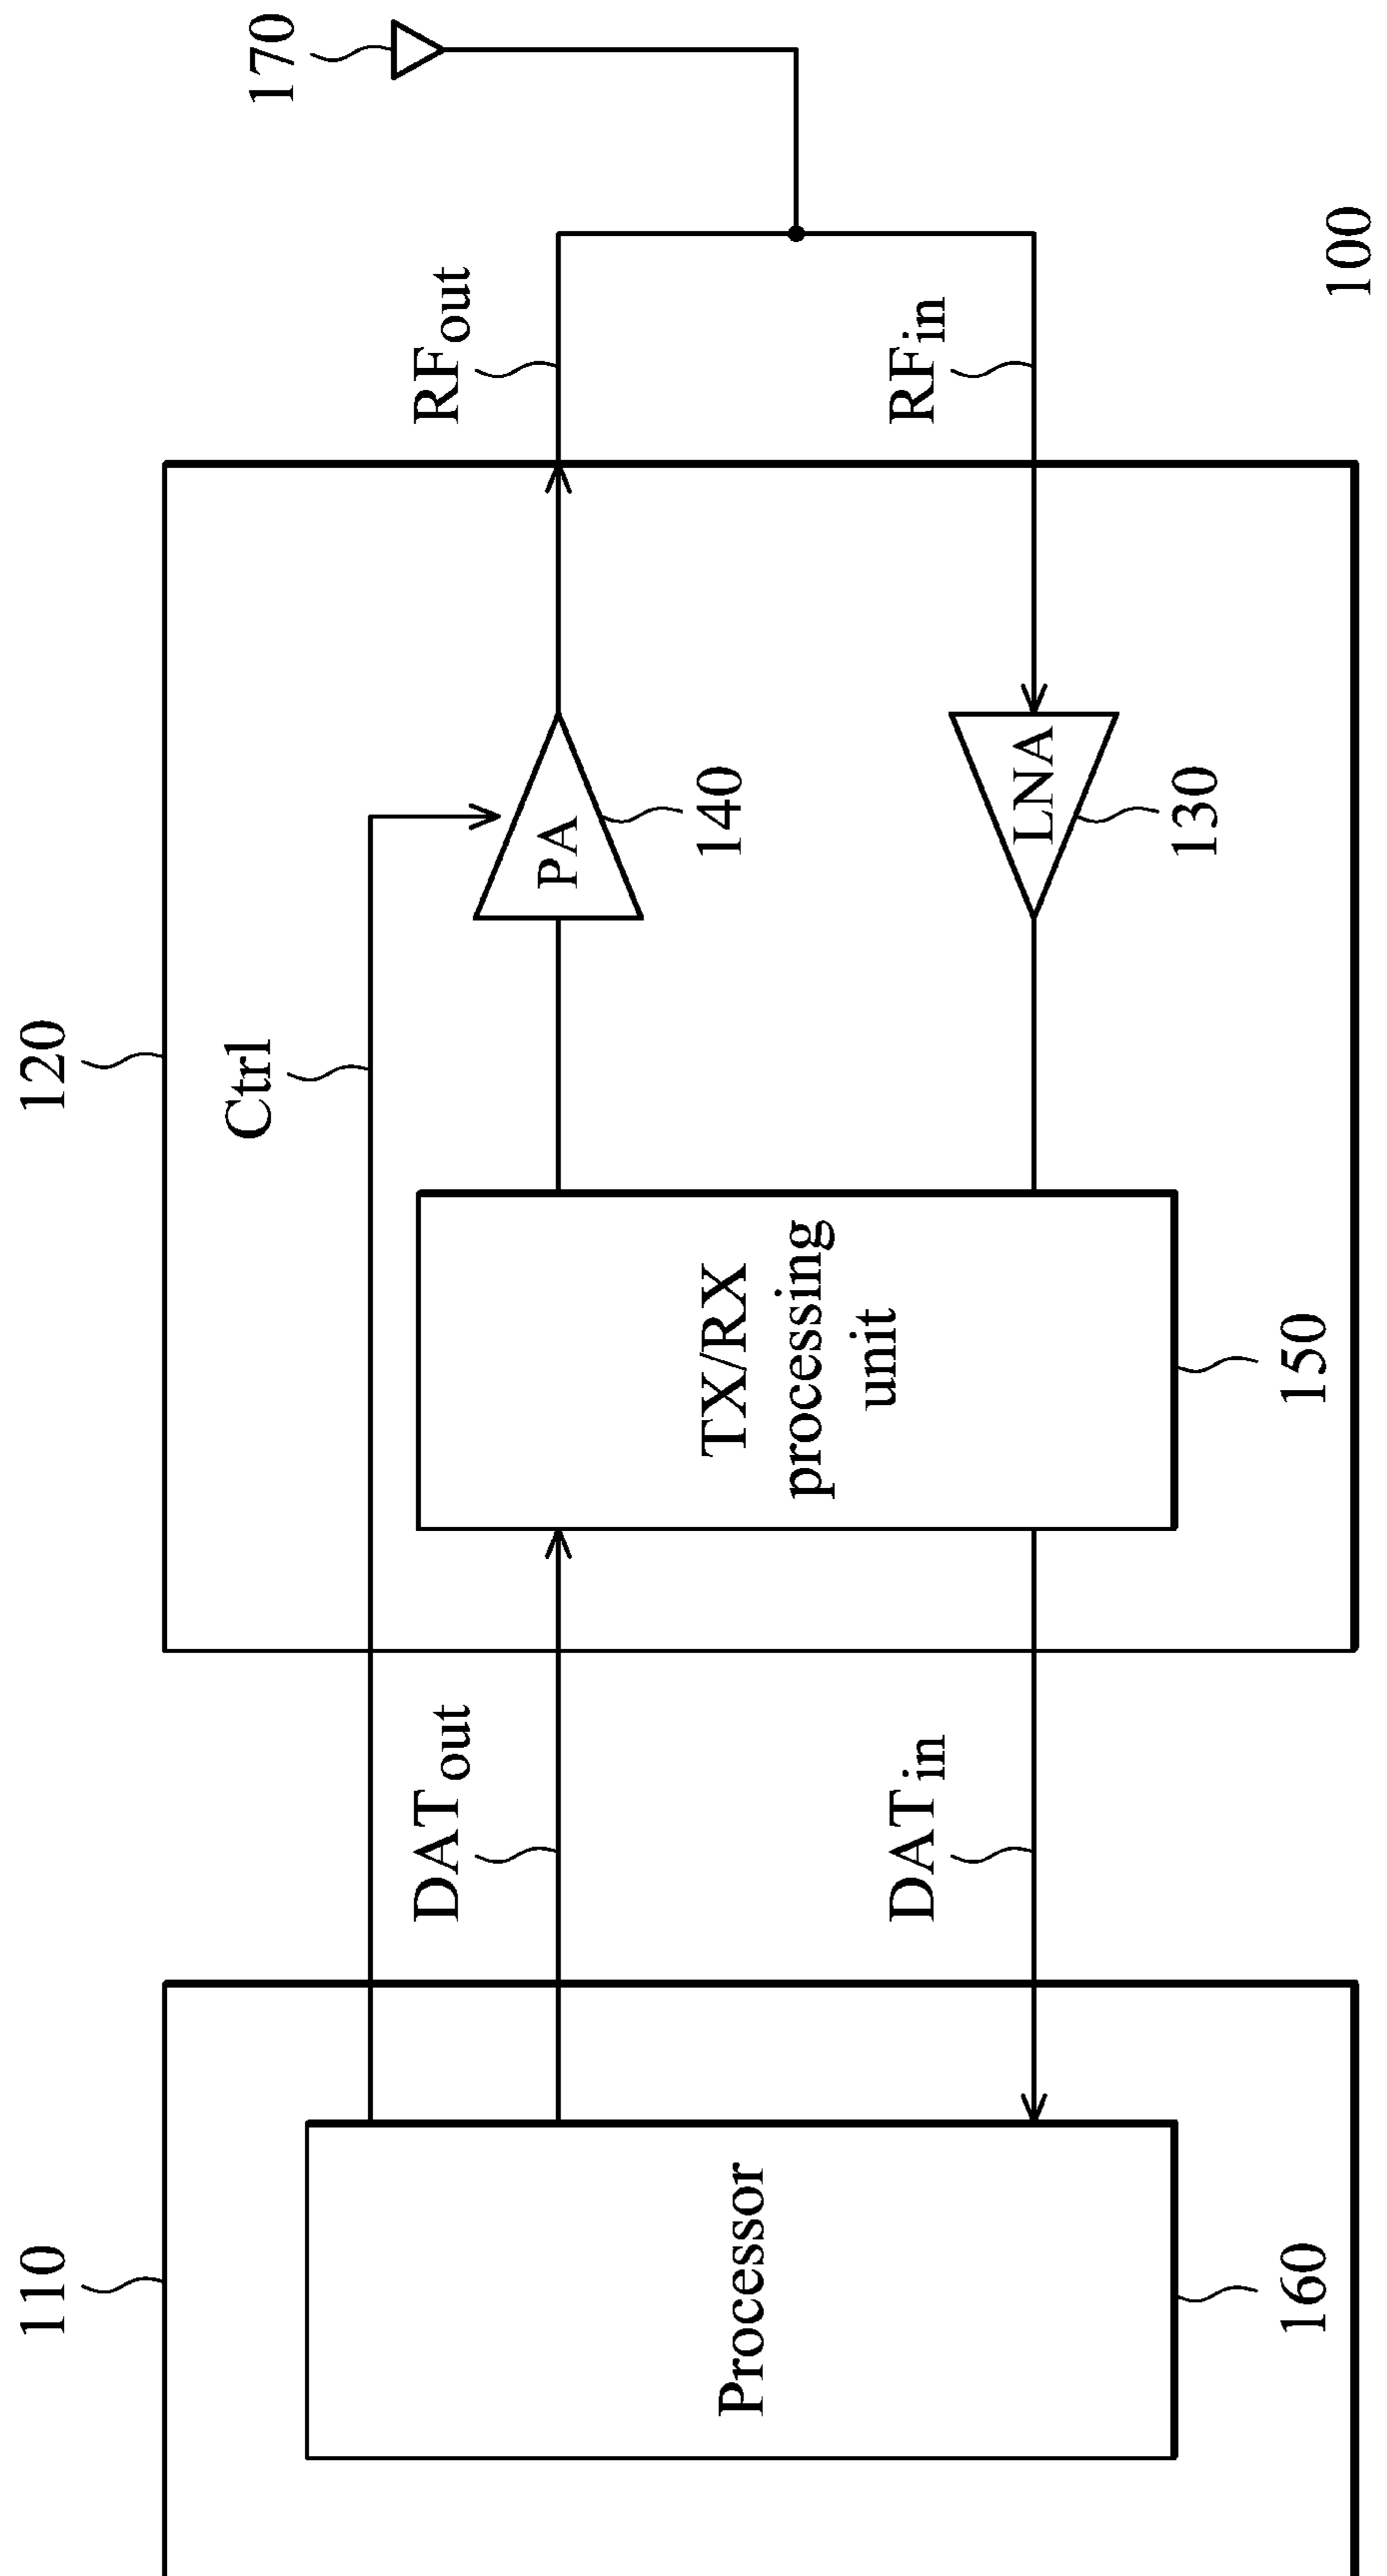 110
120
170
Ctrl
DATout
RFout
PA
140
Processor
TX/RX
processing
unit
DATin
RFin
LNA
130
160
150
100